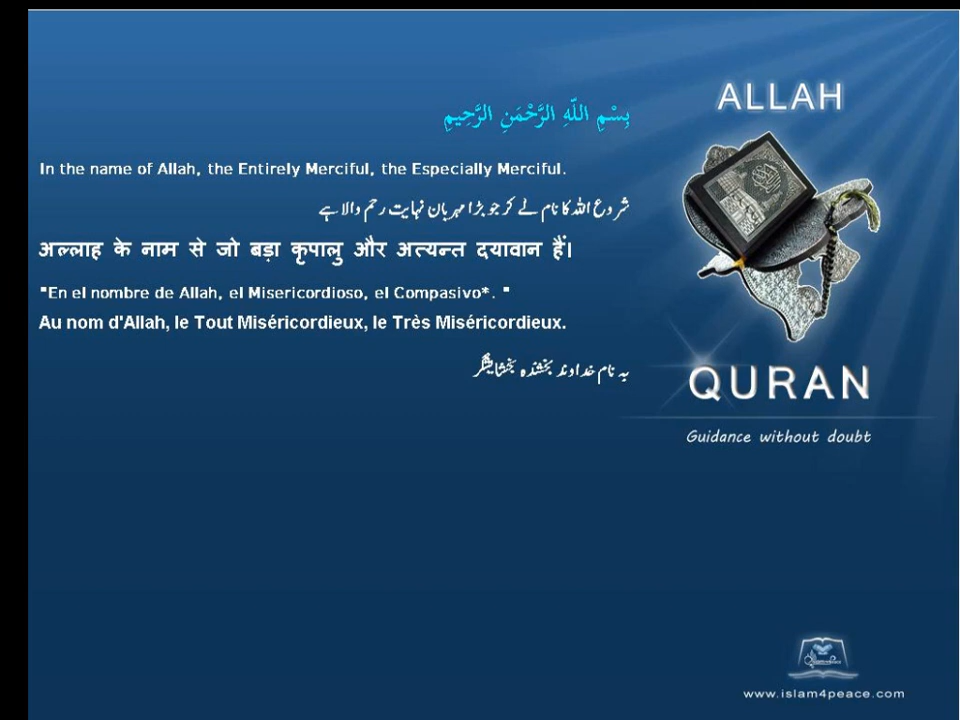 بِسْمِ اللّهِ الرَّحْمَنِ الرَّحِيمِ
In the name of Allah, the Entirely Merciful, the Especially Merciful.
شروع الله کا نام لے کر جو بڑا مہربان نہایت رحم والا ہے
अल्लाह के नाम से जो बड़ा कृपालु और अत्यन्त दयावान हैं।
"En el nombre de Allah, el Misericordioso, el Compasivo*. "
Au nom d'Allah, le Tout Miséricordieux, le Très Miséricordieux.
به نام خداوند بخشنده بخشایشگر
ALLAH
QURAN
Guidance without doubt
www.islam4peace.com